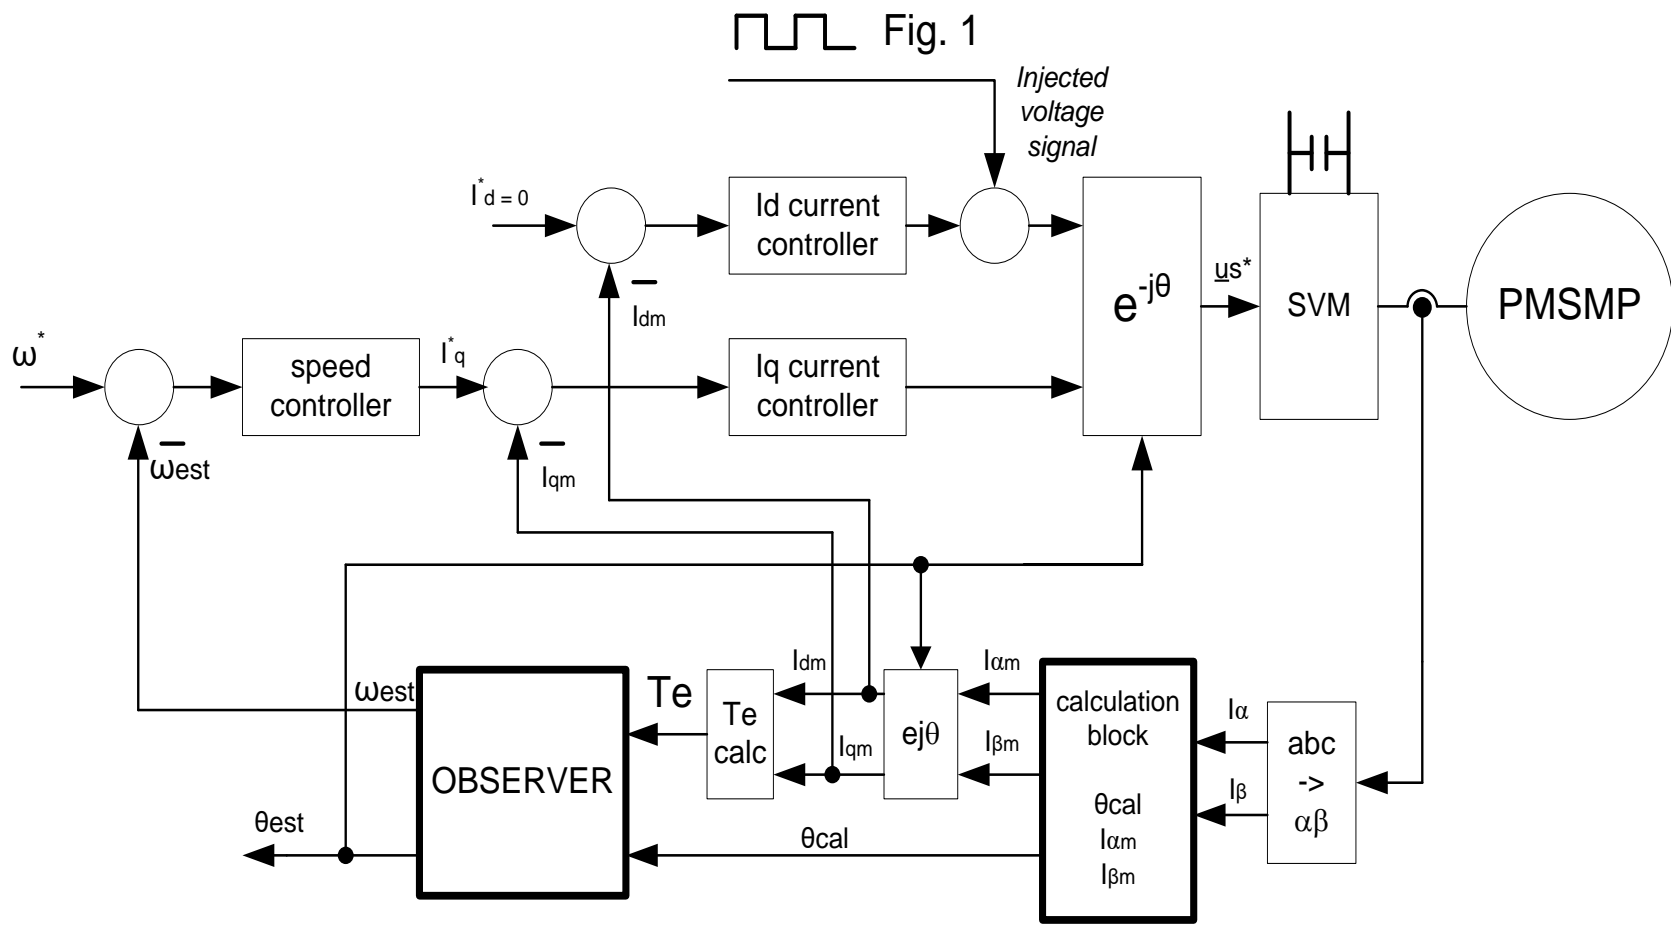 Fig. 1
Injected
voltage
signal
I*d = 0
Id current
controller
Idm
e-jθ
us*
SVM
PMSMP
ω*
speed
controller
I*q
Iq current
controller
ωest
Iqm
ωest
OBSERVER
θest
Te
Te
calc
Idm
Iqm
ejθ
Iαm
Iβm
calculation
block
θcal
Iαm
Iβm
Iα
Iβ
abc
->
αβ
θcal